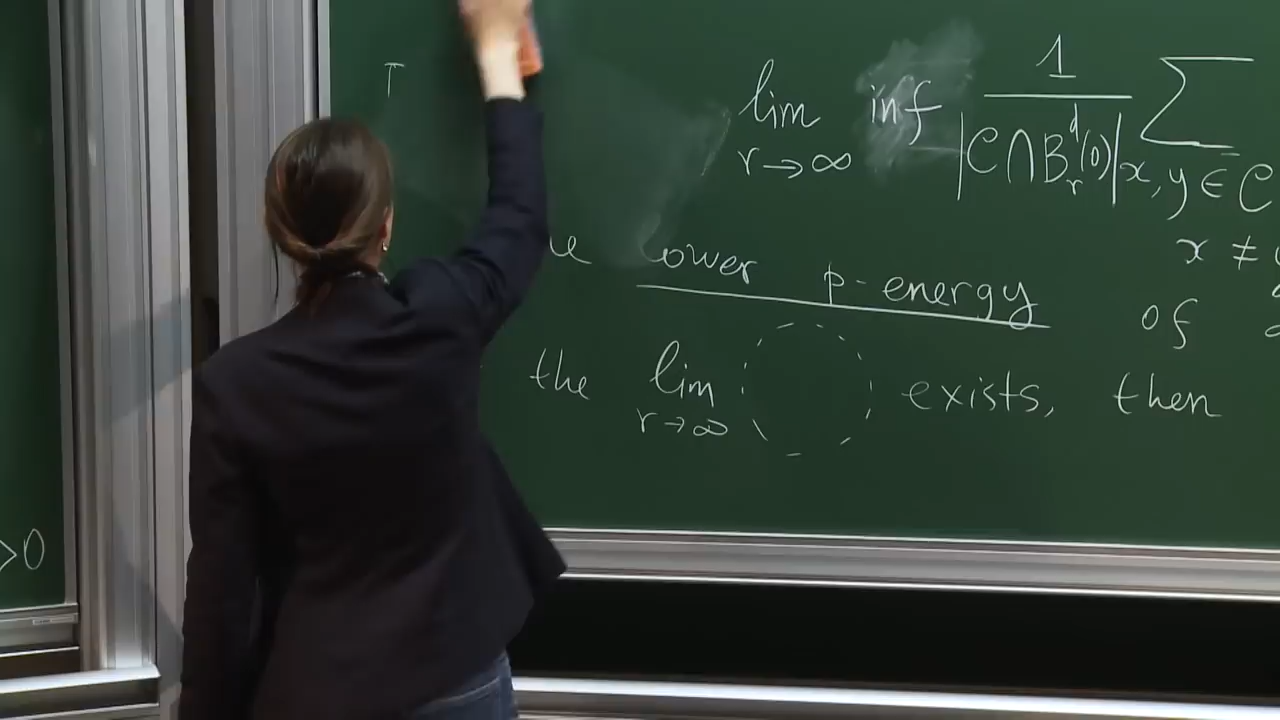 lim inf 1 Σ
r→∞ |C∩B_r^d(0)| x,y∈C
x ≠
lower p-energy of
the lim exists, then
r→∞
>0